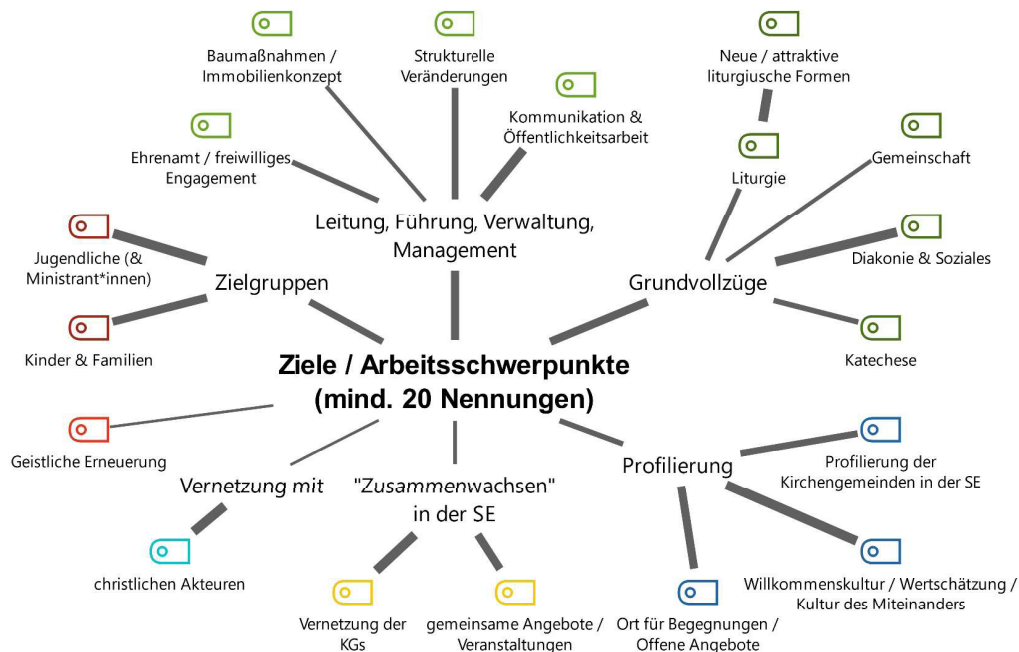 Baumaßnahmen /
Immobilienkonzept
Strukturelle
Veränderungen
Neue / attraktive
liturgiusche Formen
Kommunikation &
Öffentlichkeitsarbeit
Ehrenamt / freiwilliges
Engagement
Liturgie
Gemeinschaft
Leitung, Führung, Verwaltung,
Management
Jugendliche (&
Ministrant*innen)
Zielgruppen
Grundvollzüge
Diakonie & Soziales
Kinder & Familien
Katechese
Ziele / Arbeitsschwerpunkte
(mind. 20 Nennungen)
Geistliche Erneuerung
Vernetzung mit
"Zusammenwachsen"
in der SE
Profilierung
Profilierung der
Kirchengemeinden in der SE
christlichen Akteuren
Willkommenskultur / Wertschätzung /
Kultur des Miteinanders
Vernetzung der
KGs
gemeinsame Angebote /
Veranstaltungen
Ort für Begegnungen /
Offene Angebote